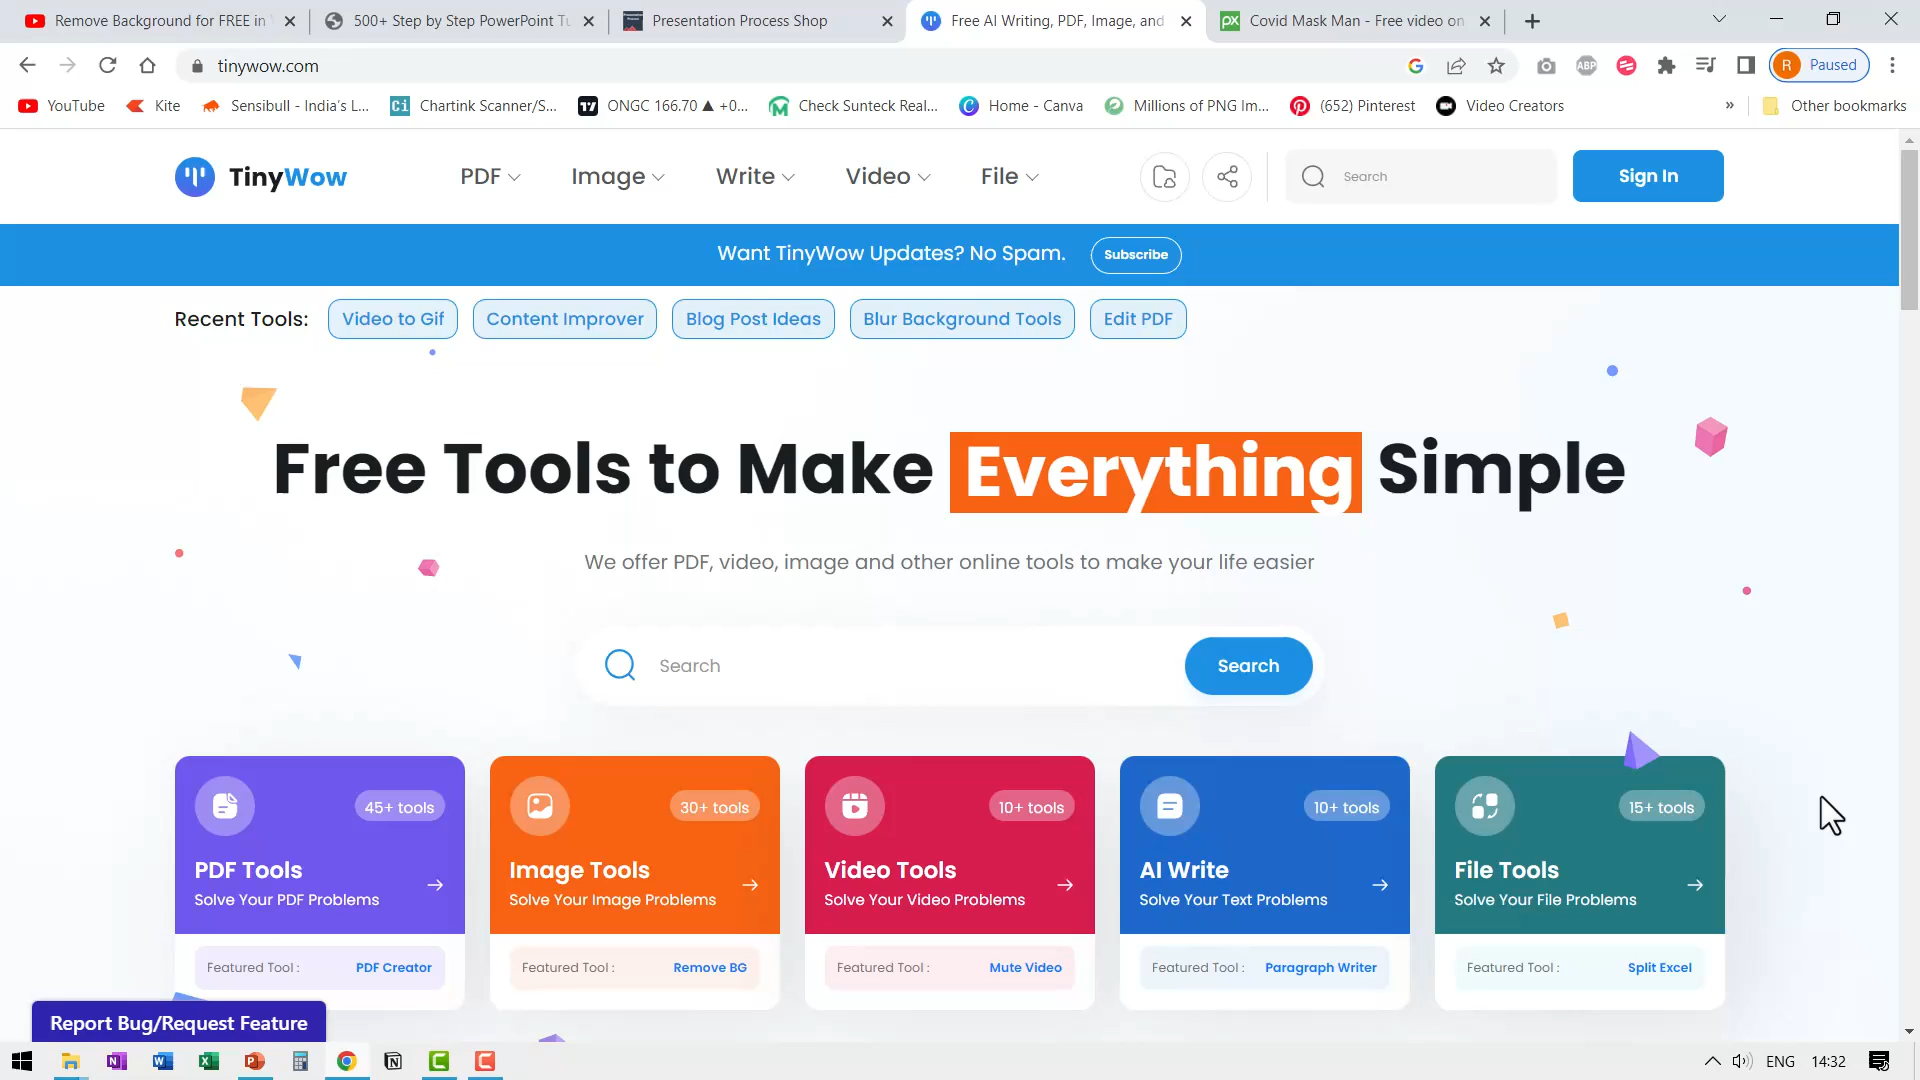 Remove Background for FREE in
500+ Step by Step PowerPoint Tu
Presentation Process Shop
Free AI Writing, PDF, Image, and
Covid Mask Man - Free video on
tinywow.com
ABP
R Paused
YouTube
Kite
Sensibull - India's L...
Chartink Scanner/S...
ONGC 166.70 ▲ +0...
Check Sunteck Real...
Home - Canva
Millions of PNG Im...
(652) Pinterest
Video Creators
»
Other bookmarks
TinyWow
PDF
Image
Write
Video
File
Search
Sign In
Want TinyWow Updates? No Spam.
Subscribe
Recent Tools:
Video to Gif
Content Improver
Blog Post Ideas
Blur Background Tools
Edit PDF
Free Tools to Make Everything Simple
We offer PDF, video, image and other online tools to make your life easier
Search
Search
45+ tools
30+ tools
10+ tools
10+ tools
15+ tools
PDF Tools
Image Tools
Video Tools
AI Write
File Tools
Solve Your PDF Problems
Solve Your Image Problems
Solve Your Video Problems
Solve Your Text Problems
Solve Your File Problems
Featured Tool : PDF Creator
Featured Tool : Remove BG
Featured Tool : Mute Video
Featured Tool : Paragraph Writer
Featured Tool : Split Excel
Report Bug/Request Feature
ENG
14:32